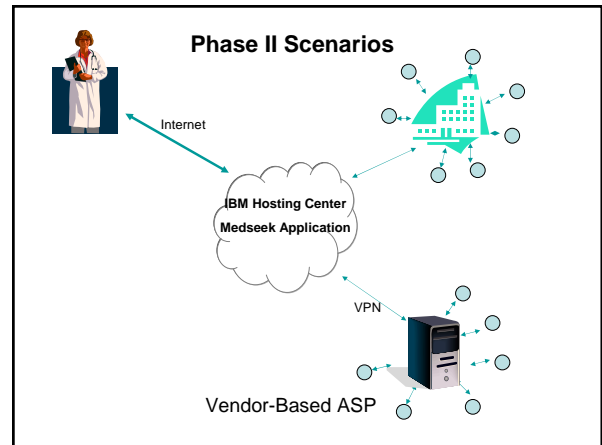 Phase II Scenarios
Internet
IBM Hosting Center
Medseek Application
VPN
Vendor-Based ASP